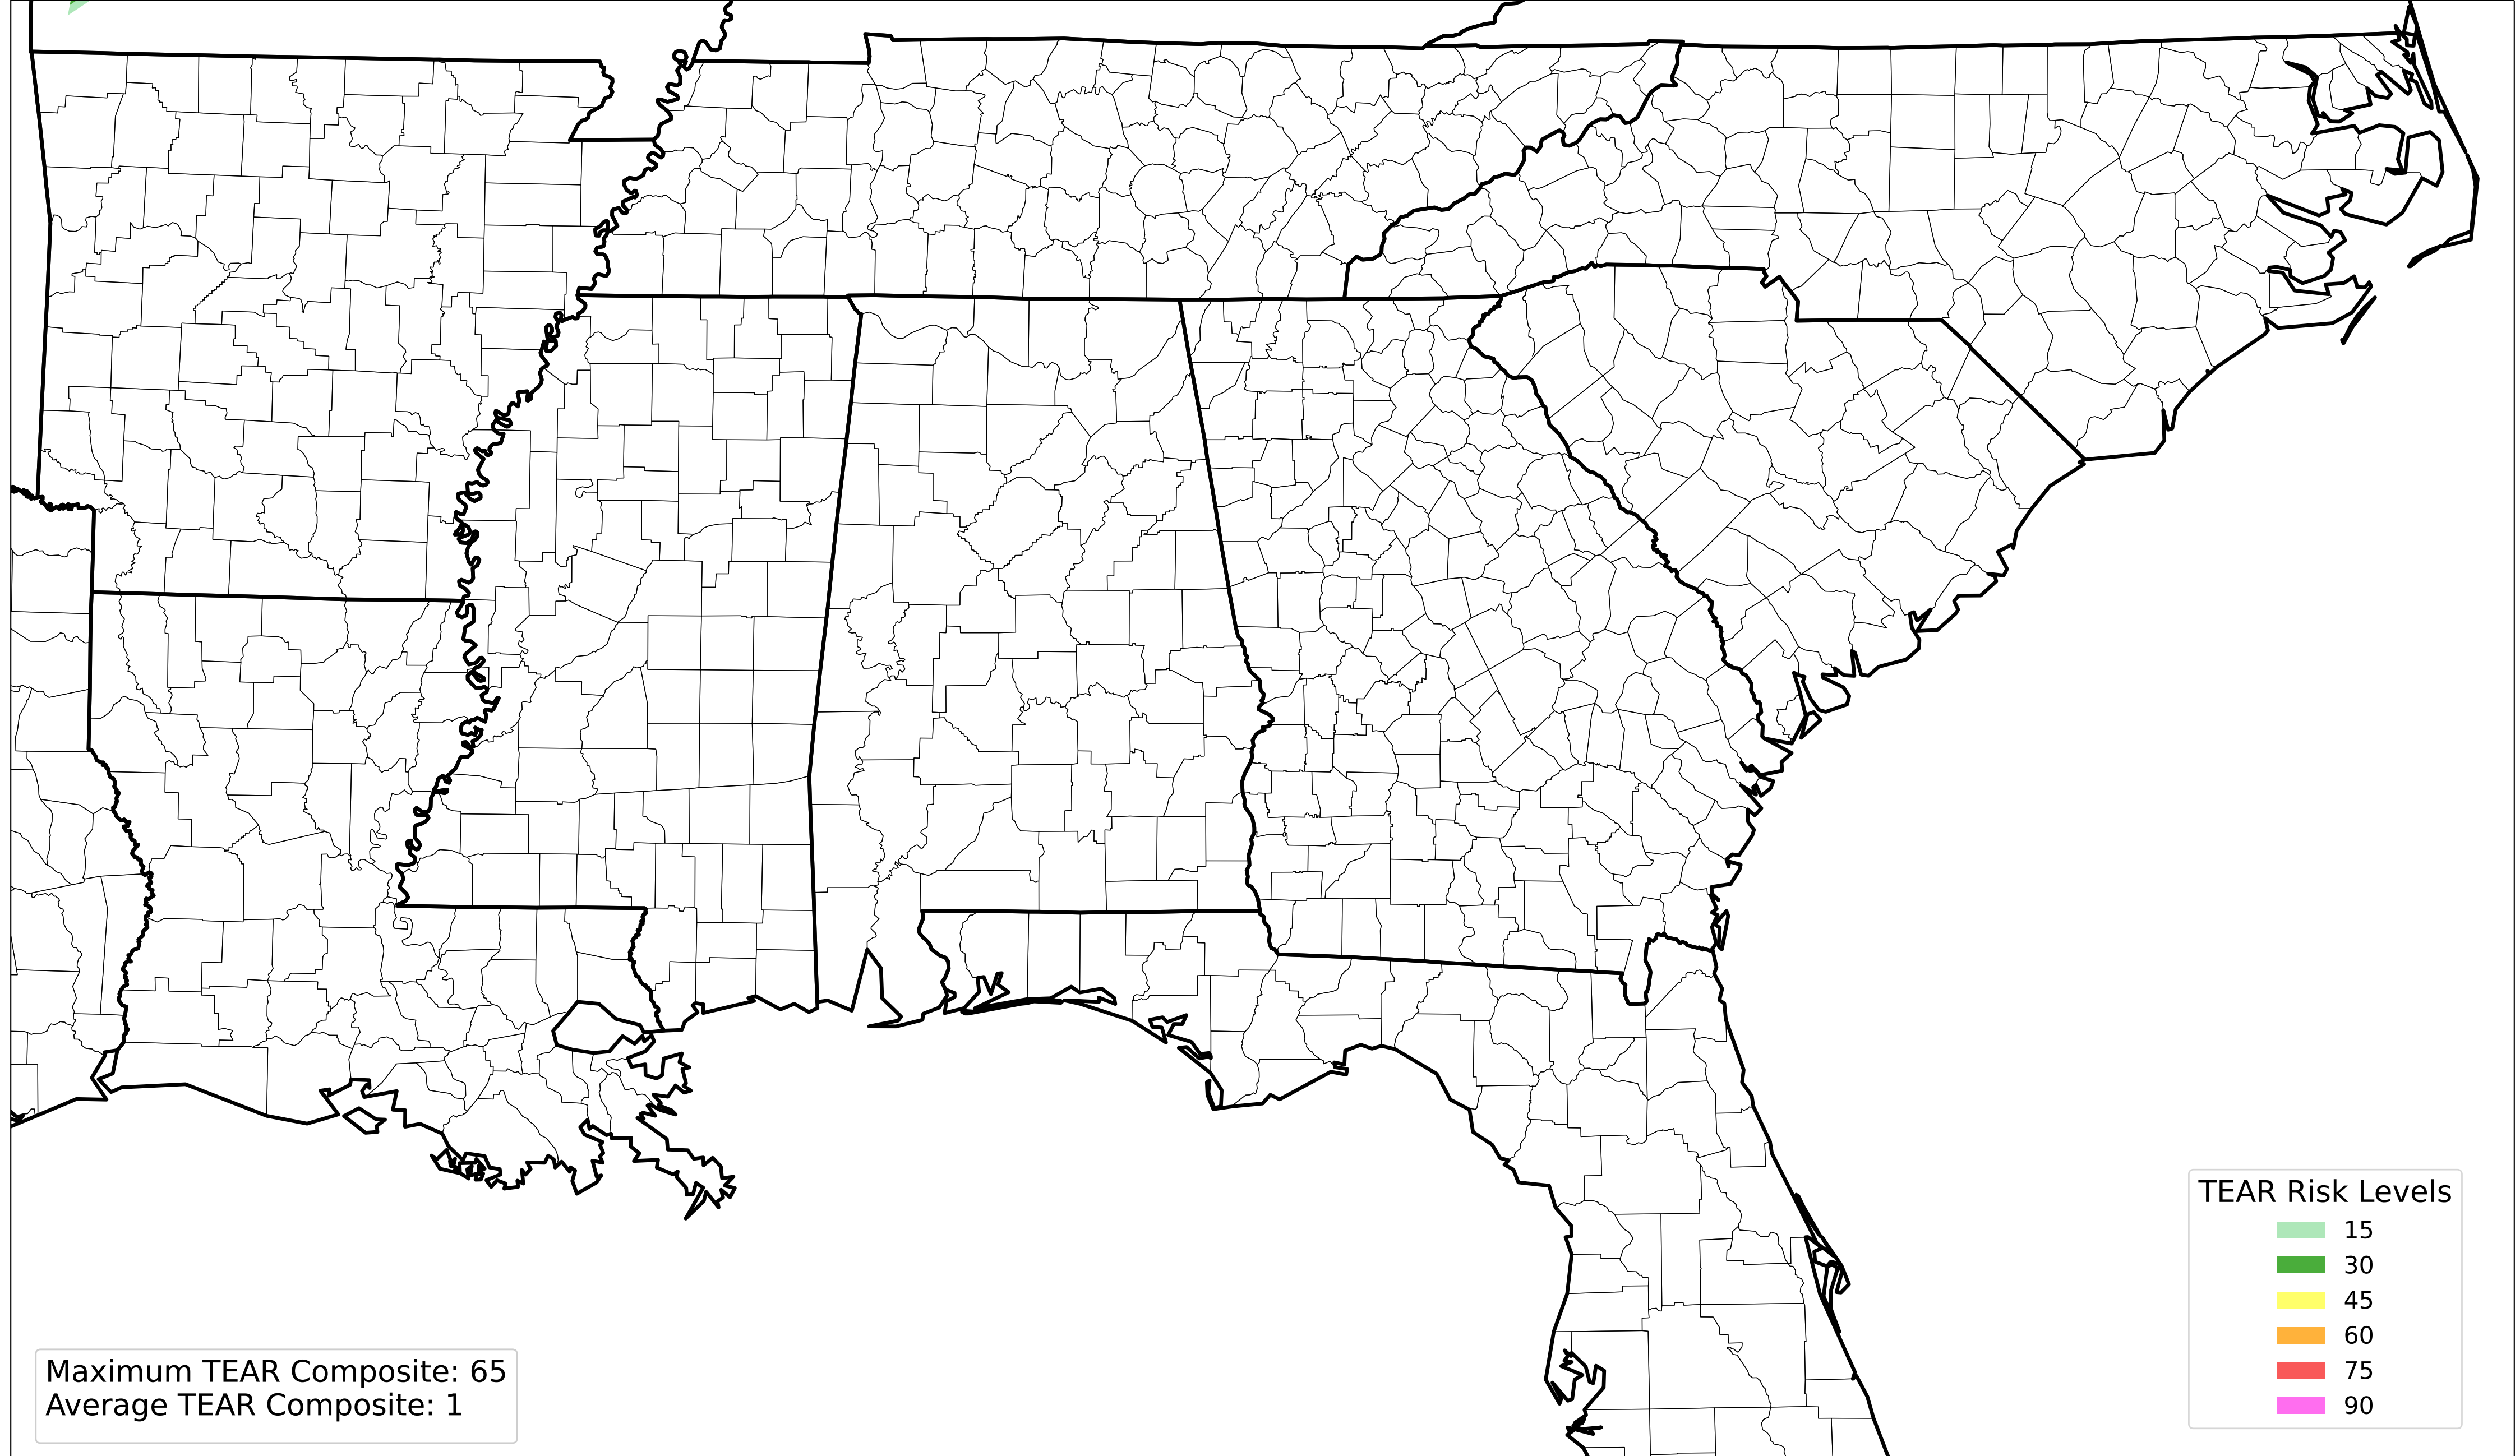 TEAR Risk Levels
15
30
45
60
75
90
Maximum TEAR Composite: 65
Average TEAR Composite: 1